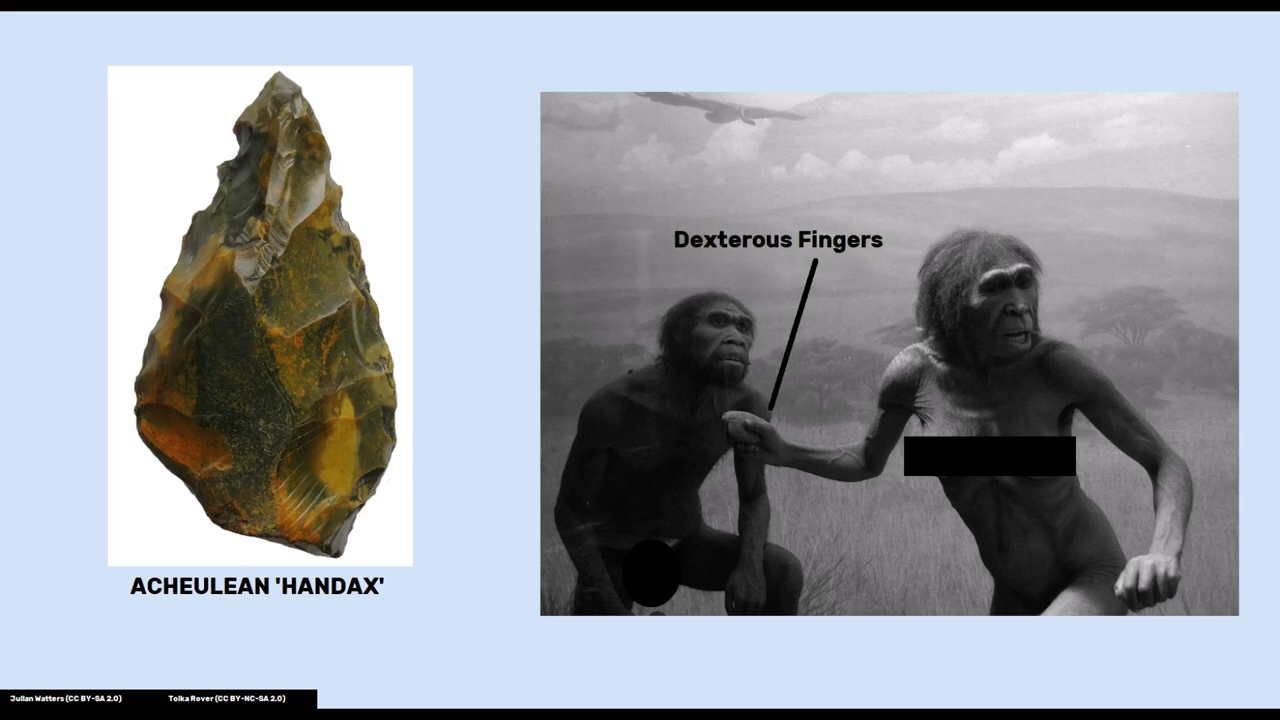 Dexterous Fingers
ACHEULEAN 'HANDAX'
Julian Watters (CC BY-SA 2.0)
Tolka Rover (CC BY-NC-SA 2.0)